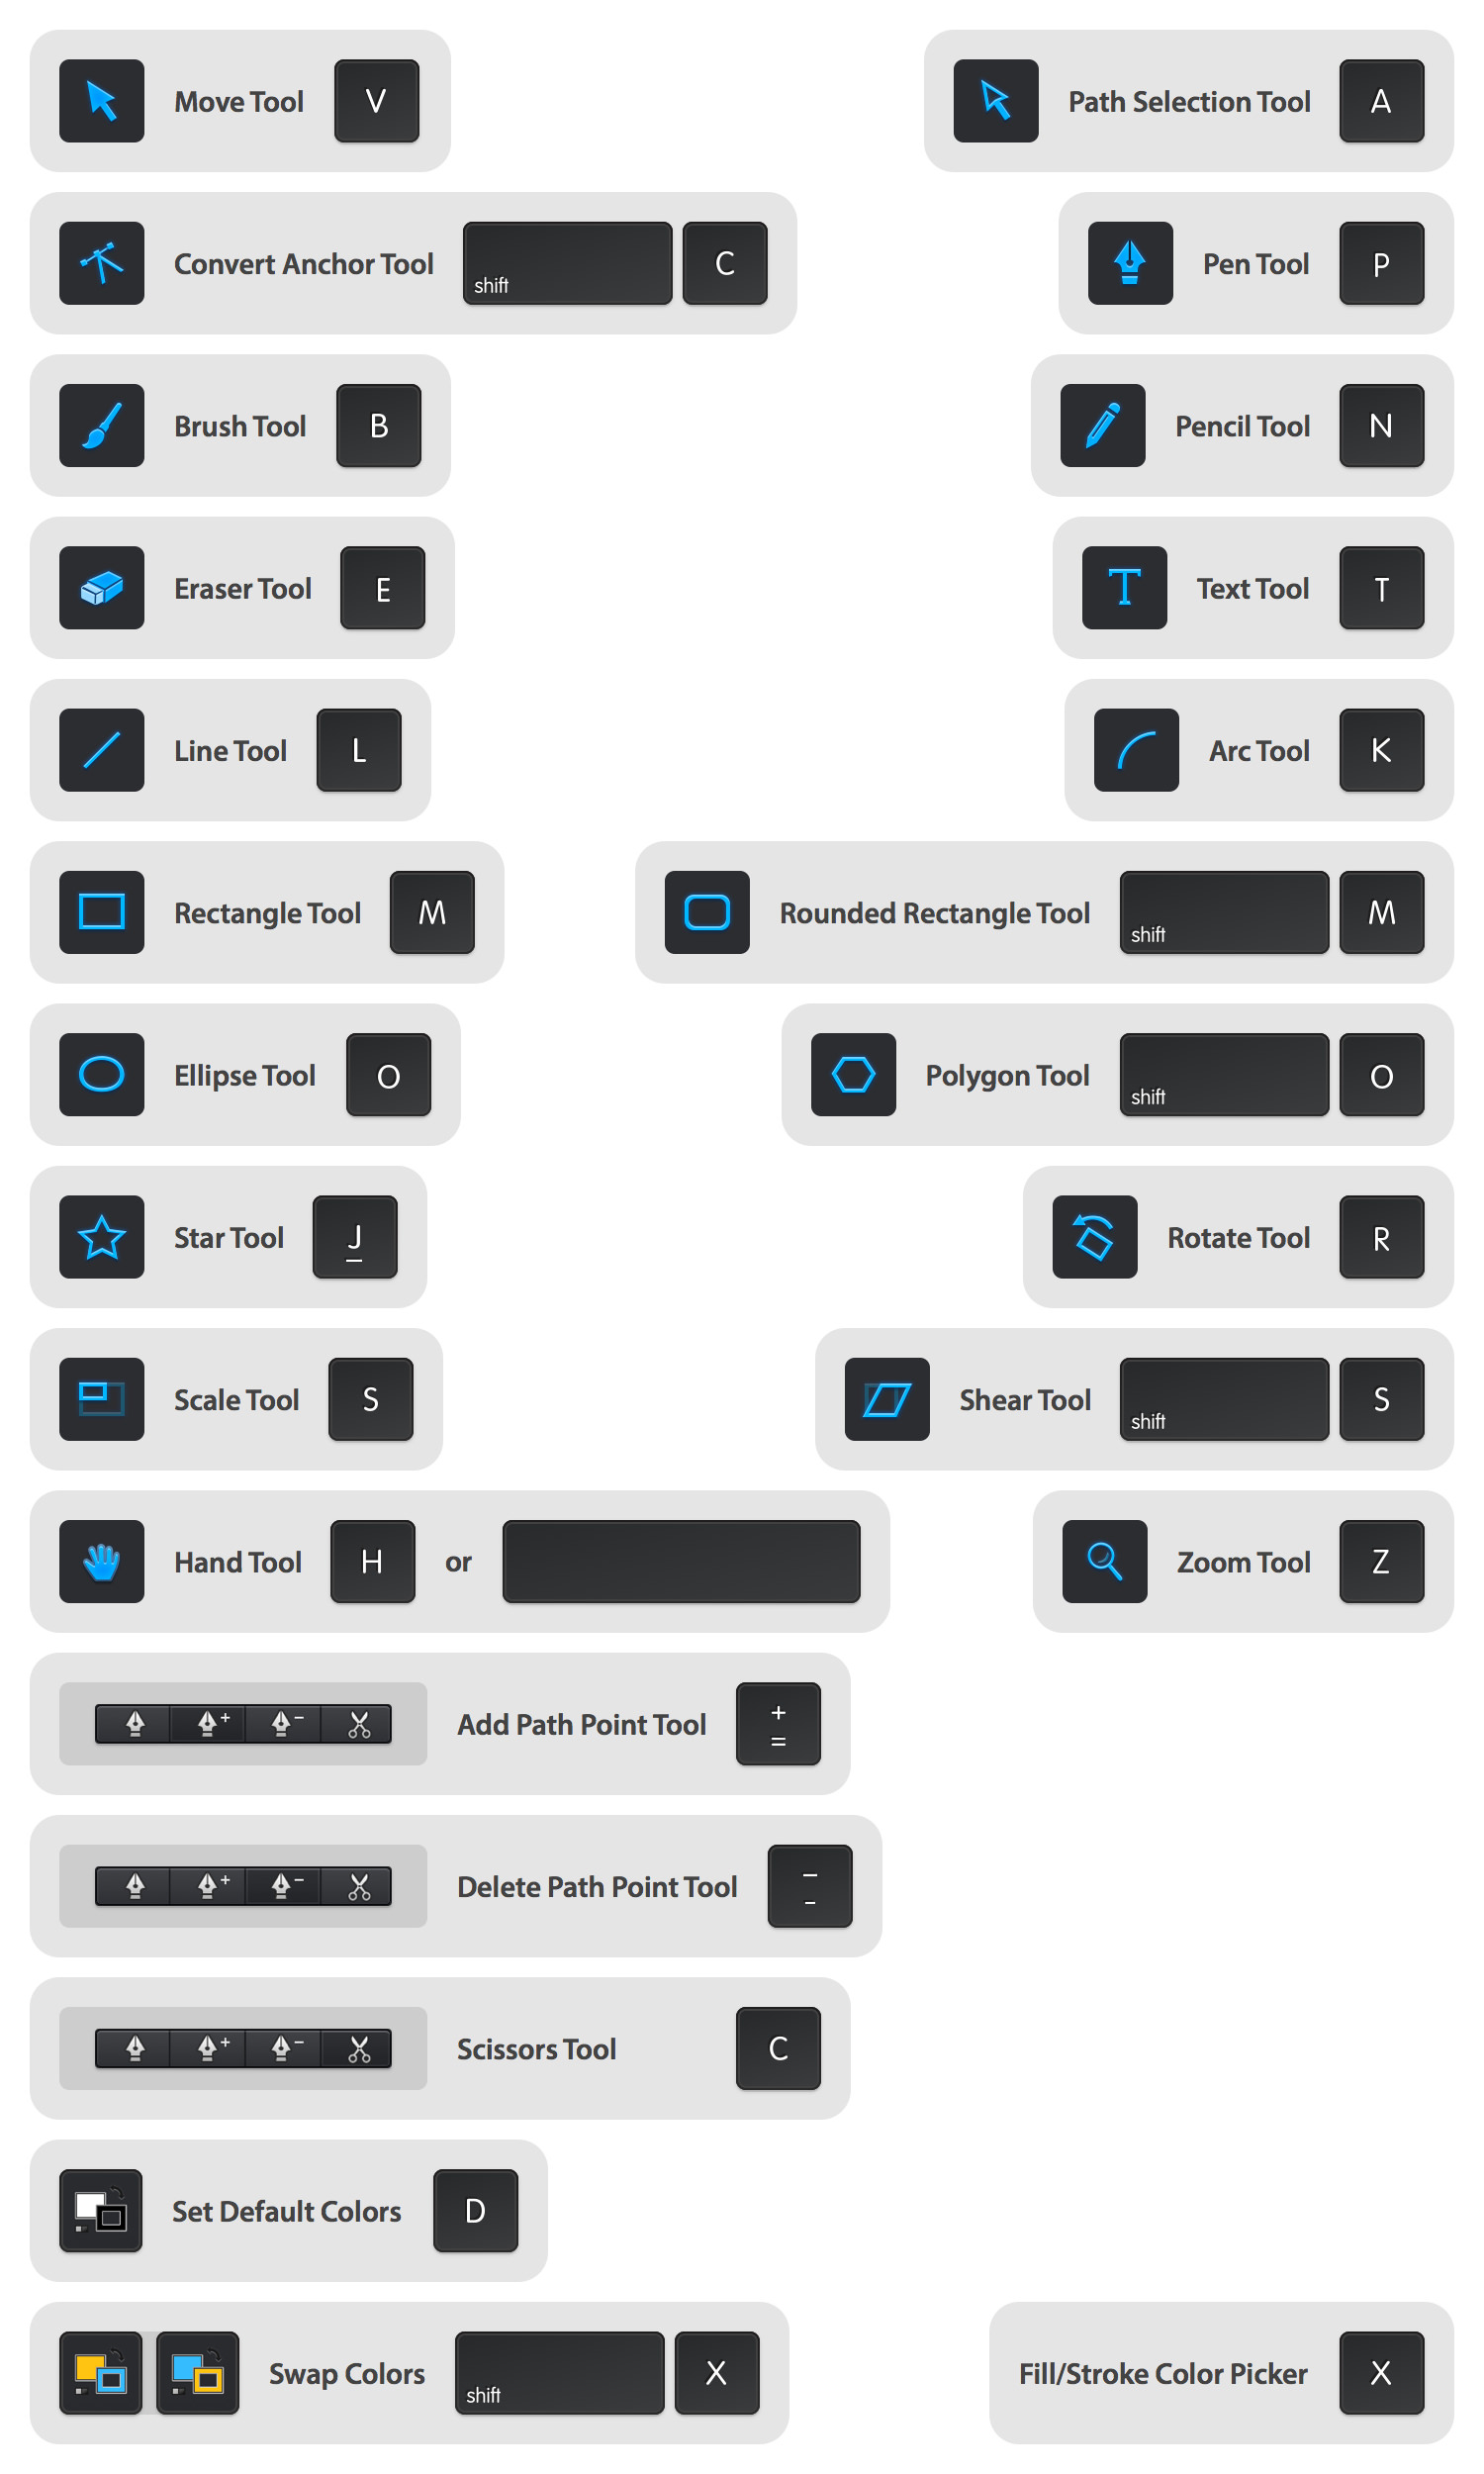 Move Tool V
Path Selection Tool A
Convert Anchor Tool shift C
Pen Tool P
Brush Tool B
Pencil Tool N
Eraser Tool E
T Text Tool T
Line Tool L
Arc Tool K
Rectangle Tool M
Rounded Rectangle Tool shift M
Ellipse Tool O
Polygon Tool shift O
Star Tool J
Rotate Tool R
Scale Tool S
Shear Tool shift S
Hand Tool H or
Zoom Tool Z
+ − Add Path Point Tool +
=
+ − Delete Path Point Tool –
-
+ − Scissors Tool C
Set Default Colors D
Swap Colors shift X
Fill/Stroke Color Picker X